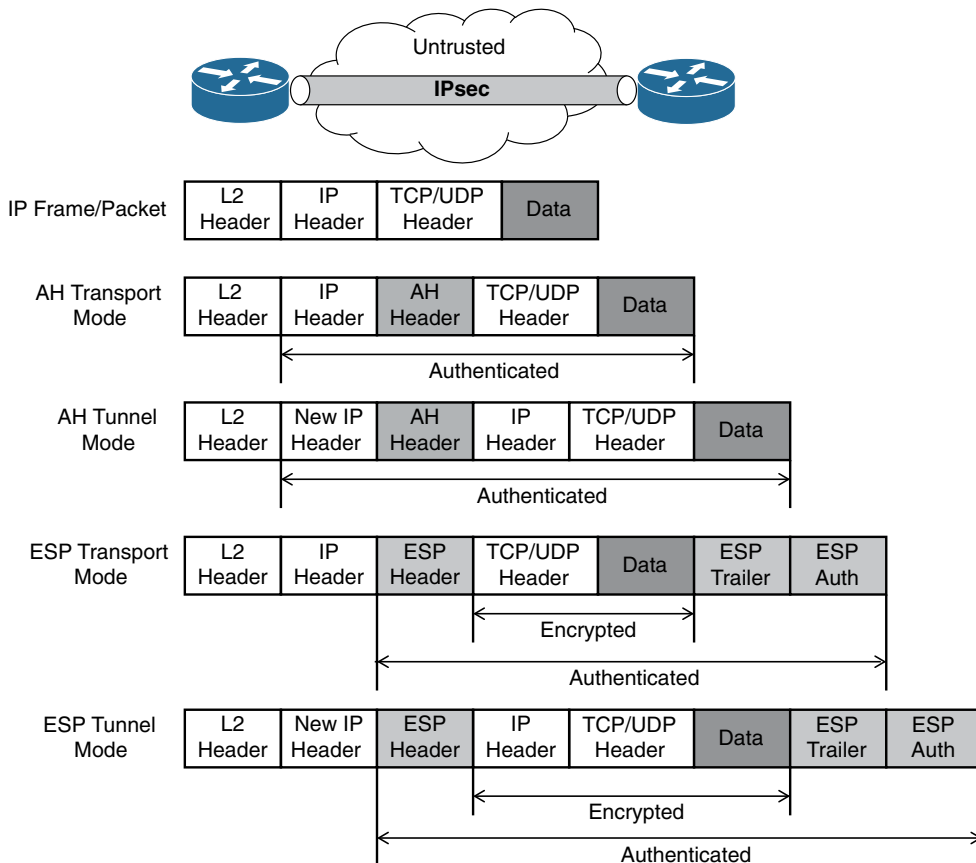 Untrusted
IPsec
IP Frame/Packet
L2 Header
IP Header
TCP/UDP Header
Data
AH Transport Mode
L2 Header
IP Header
AH Header
TCP/UDP Header
Data
Authenticated
AH Tunnel Mode
L2 Header
New IP Header
AH Header
IP Header
TCP/UDP Header
Data
Authenticated
ESP Transport Mode
L2 Header
IP Header
ESP Header
TCP/UDP Header
Data
ESP Trailer
ESP Auth
Encrypted
Authenticated
ESP Tunnel Mode
L2 Header
New IP Header
ESP Header
IP Header
TCP/UDP Header
Data
ESP Trailer
ESP Auth
Encrypted
Authenticated